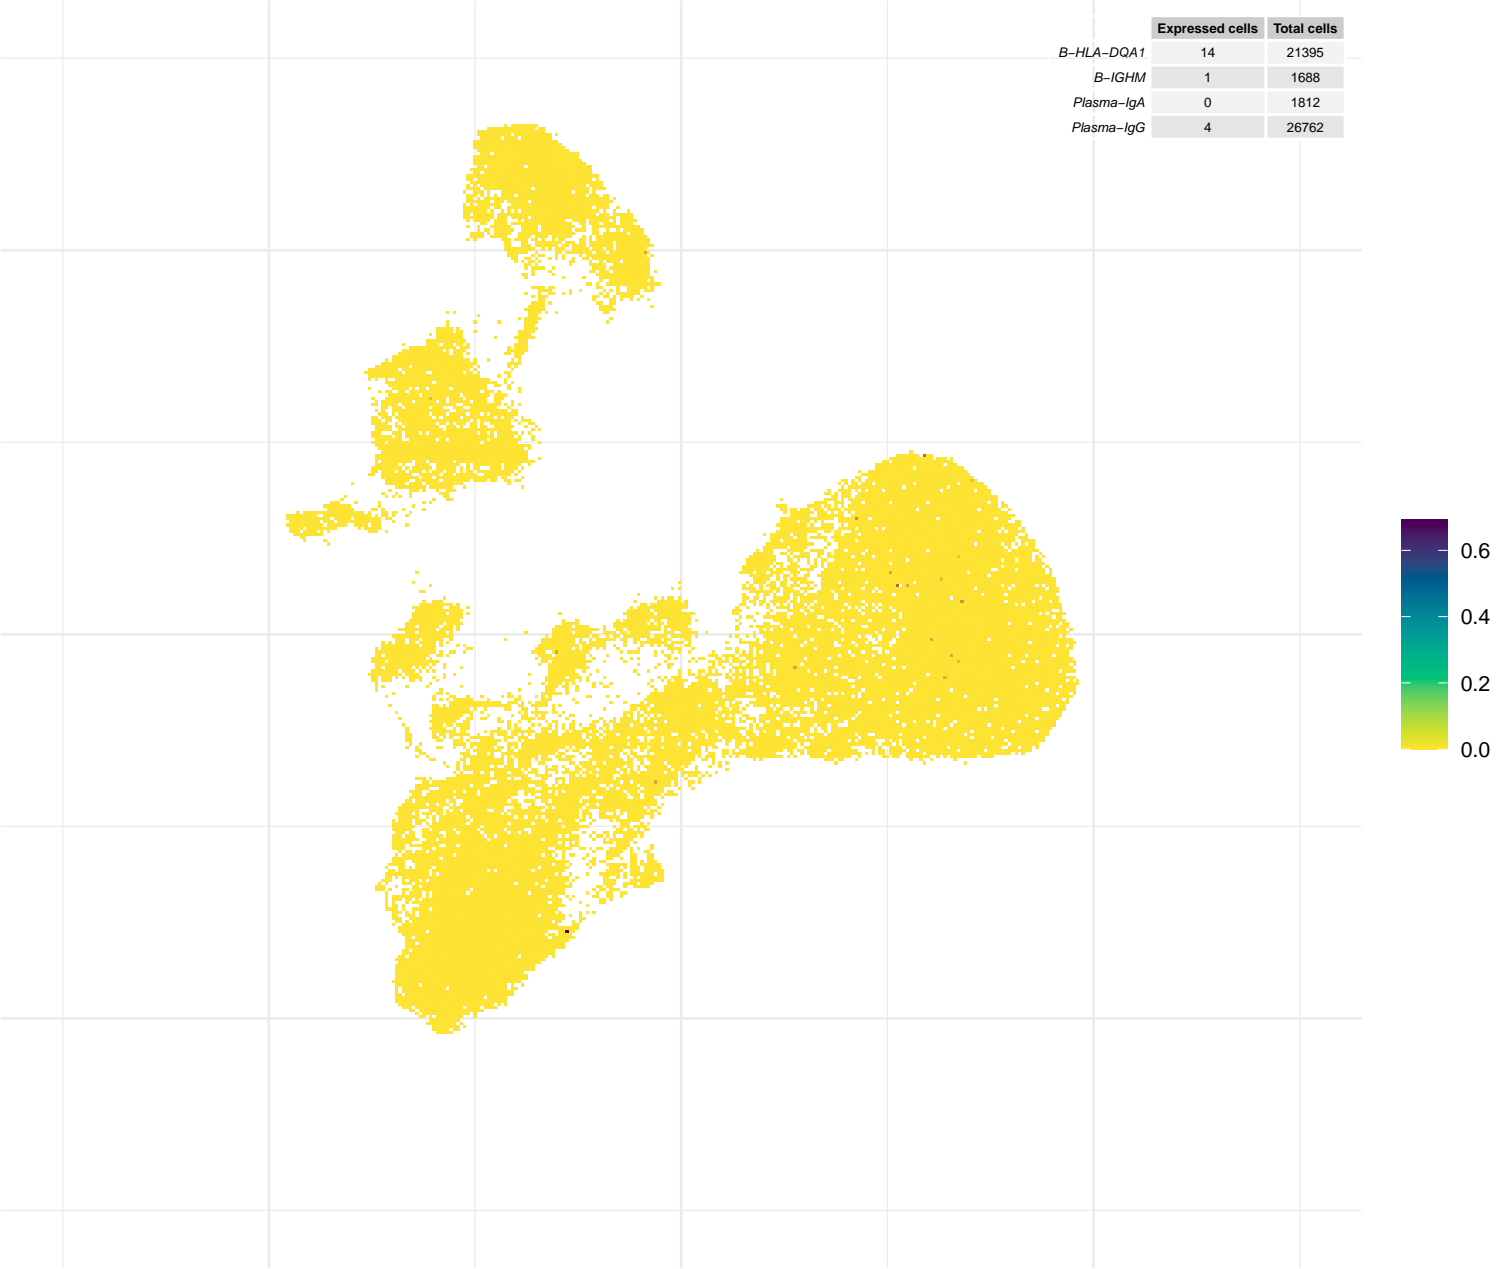 Expressed cells Total cells
B−HLA−DQA1 14 21395
B−IGHM 1 1688
Plasma−IgA 0 1812
Plasma−IgG 4 26762
0.6
0.4
0.2
0.0